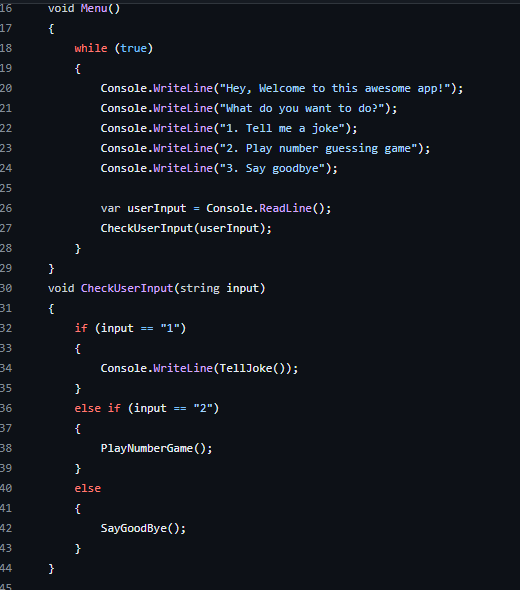 16 void Menu()
17 {
18 while (true)
19 {
20 Console.WriteLine("Hey, Welcome to this awesome app!");
21 Console.WriteLine("What do you want to do?");
22 Console.WriteLine("1. Tell me a joke");
23 Console.WriteLine("2. Play number guessing game");
24 Console.WriteLine("3. Say goodbye");
25
26 var userInput = Console.ReadLine();
27 CheckUserInput(userInput);
28 }
29 }
30 void CheckUserInput(string input)
31 {
32 if (input == "1")
33 {
34 Console.WriteLine(TellJoke());
35 }
36 else if (input == "2")
37 {
38 PlayNumberGame();
39 }
40 else
41 {
42 SayGoodBye();
43 }
44 }
45